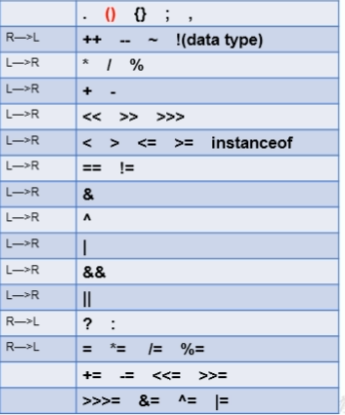 . () {} ; ,
R—>L ++ -- ~ !(data type)
L—>R * / %
L—>R + -
L—>R << >> >>>
L—>R < > <= >= instanceof
L—>R == !=
L—>R &
L—>R ^
L—>R |
L—>R &&
L—>R ||
R—>L ? :
R—>L = *= /= %=
+= -= <<= >>=
>>>= &= ^= |=